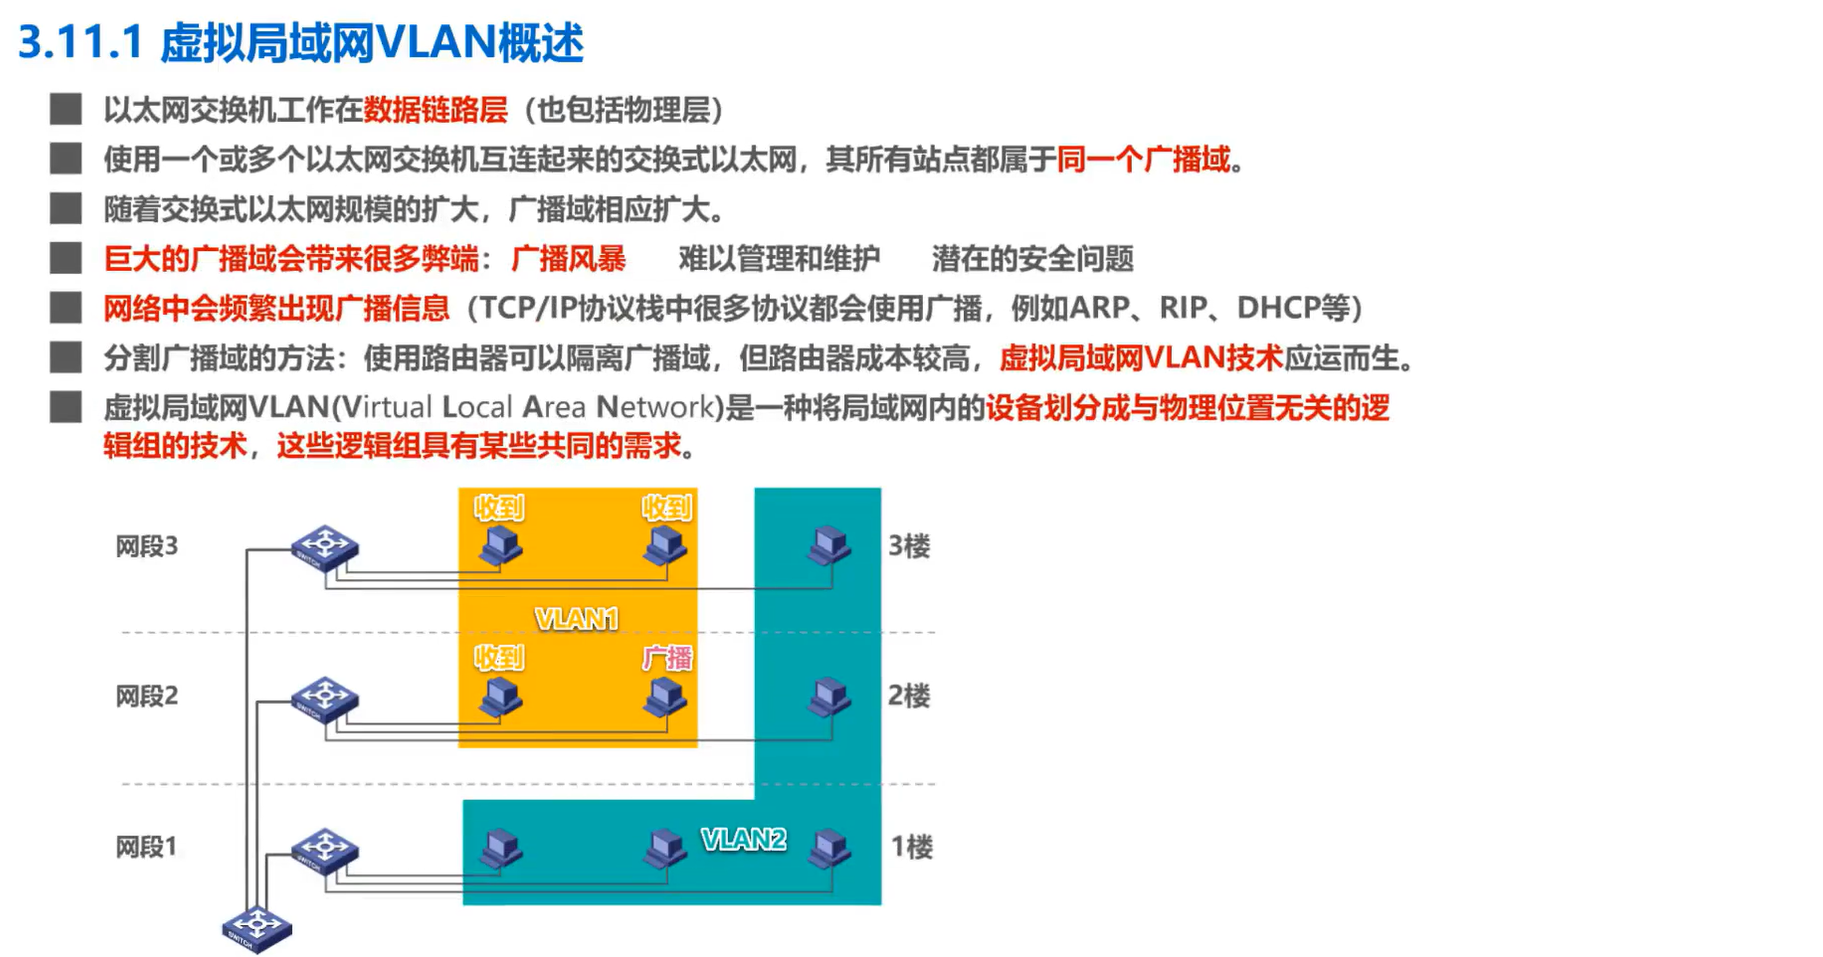 3.11.1 虚拟局域网VLAN概述
以太网交换机工作在数据链路层（也包括物理层）
使用一个或多个以太网交换机互连起来的交换式以太网，其所有站点都属于同一个广播域。
随着交换式以太网规模的扩大，广播域相应扩大。
巨大的广播域会带来很多弊端：广播风暴 难以管理和维护 潜在的安全问题
网络中会频繁出现广播信息（TCP/IP协议栈中很多协议都会使用广播，例如ARP、RIP、DHCP等）
分割广播域的方法：使用路由器可以隔离广播域，但路由器成本较高，虚拟局域网VLAN技术应运而生。
虚拟局域网VLAN(Virtual Local Area Network)是一种将局域网内的设备划分成与物理位置无关的逻
辑组的技术，这些逻辑组具有某些共同的需求。
收到 收到
网段3 SWITCH 3楼
VLAN1
收到 广播
网段2 SWITCH 2楼
VLAN2
网段1 SWITCH 1楼
SWITCH